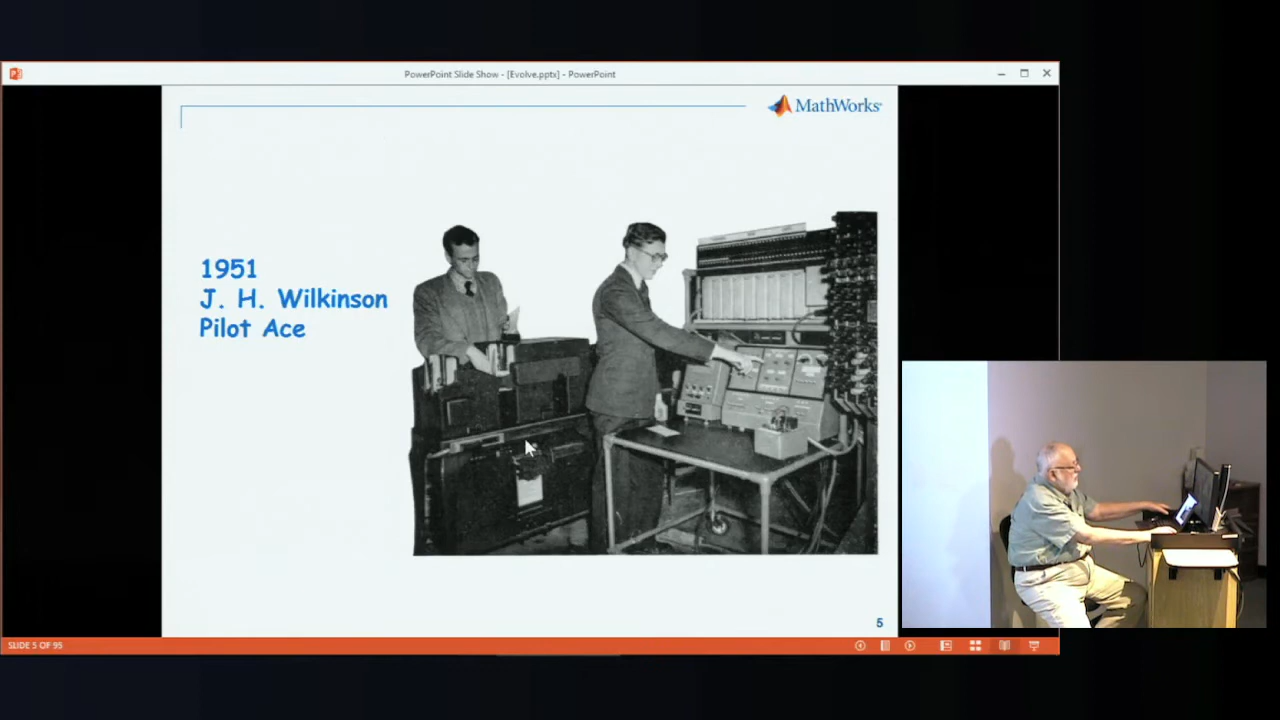 PowerPoint Slide Show - [Evolve.pptx] - PowerPoint
MathWorks
1951
J. H. Wilkinson
Pilot Ace
5
SLIDE 5 OF 95